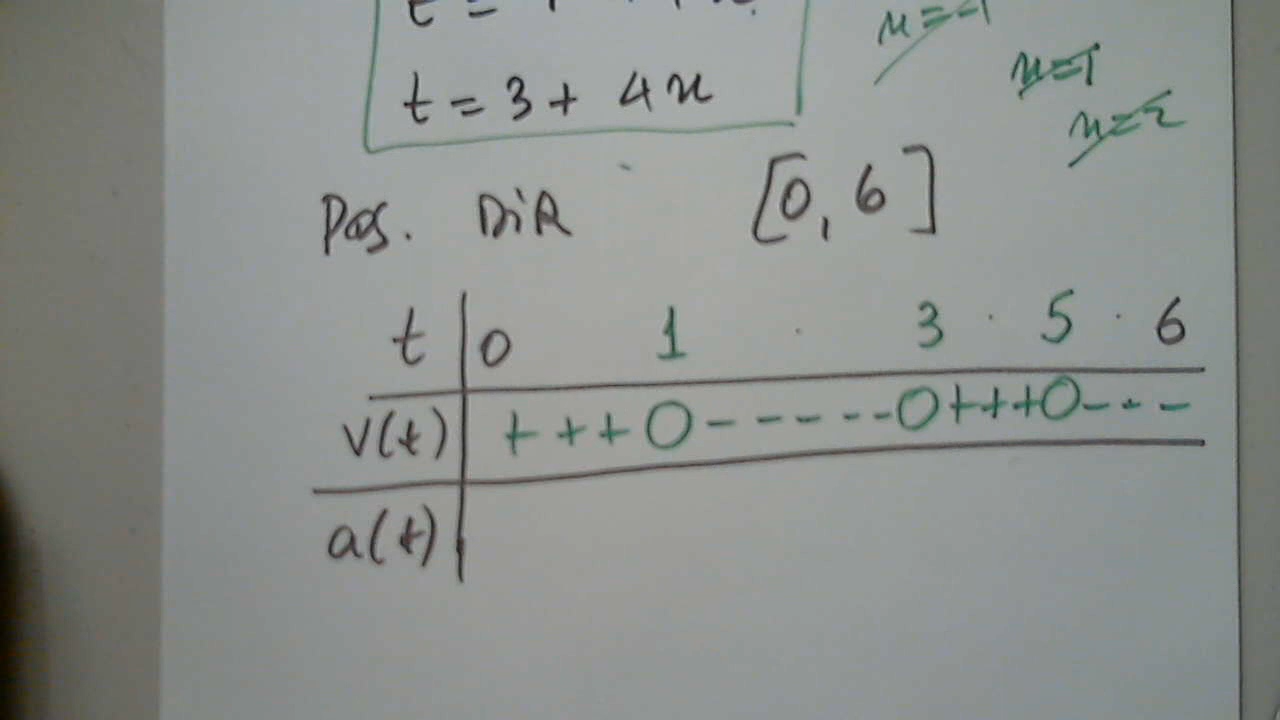 n=-1
t = 3 + 4n
n=1
n=2
Pos. DiR [0, 6]
t 0 1 3 5 6
v(t) + + + 0 - - - - - - 0 + + + 0 - - -
a(t)